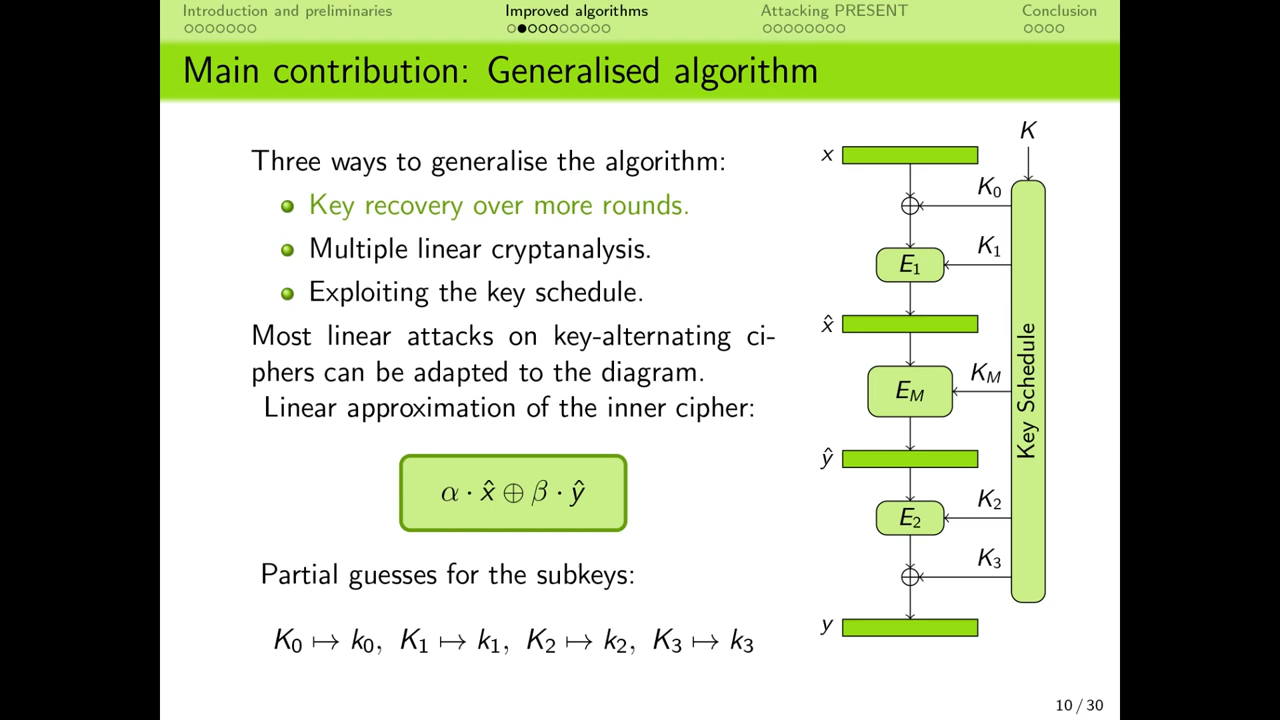 Introduction and preliminaries
Improved algorithms
Attacking PRESENT
Conclusion
Main contribution: Generalised algorithm
Three ways to generalise the algorithm:
Key recovery over more rounds.
Multiple linear cryptanalysis.
Exploiting the key schedule.
Most linear attacks on key-alternating ci-
phers can be adapted to the diagram.
Linear approximation of the inner cipher:
α · x̂ ⊕ β · ŷ
Partial guesses for the subkeys:
K₀ ↦ k₀, K₁ ↦ k₁, K₂ ↦ k₂, K₃ ↦ k₃
K
x
K₀
K₁
E₁
x̂
K_M
E_M
Key Schedule
ŷ
K₂
E₂
K₃
y
10 / 30